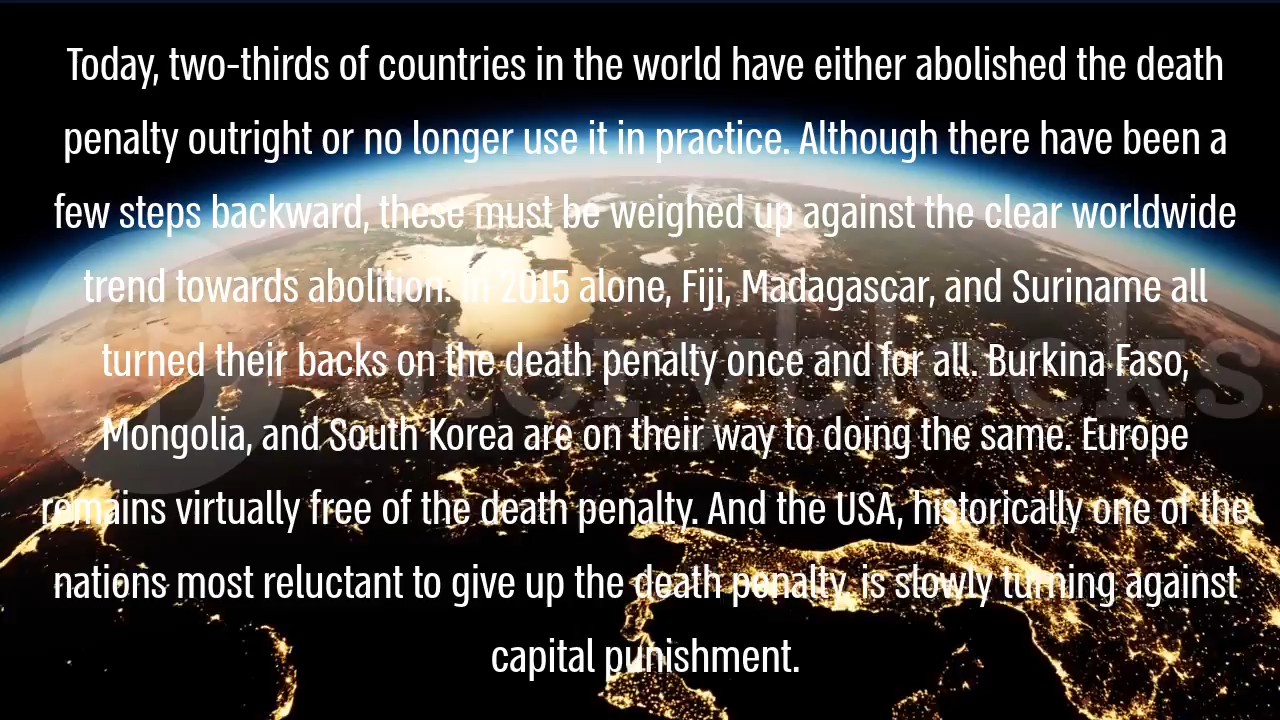 Today, two-thirds of countries in the world have either abolished the death
penalty outright or no longer use it in practice. Although there have been a
few steps backward, these must be weighed up against the clear worldwide
trend towards abolition. In 2015 alone, Fiji, Madagascar, and Suriname all
turned their backs on the death penalty once and for all. Burkina Faso,
Mongolia, and South Korea are on their way to doing the same. Europe
remains virtually free of the death penalty. And the USA, historically one of the
nations most reluctant to give up the death penalty, is slowly turning against
capital punishment.
storyblocks